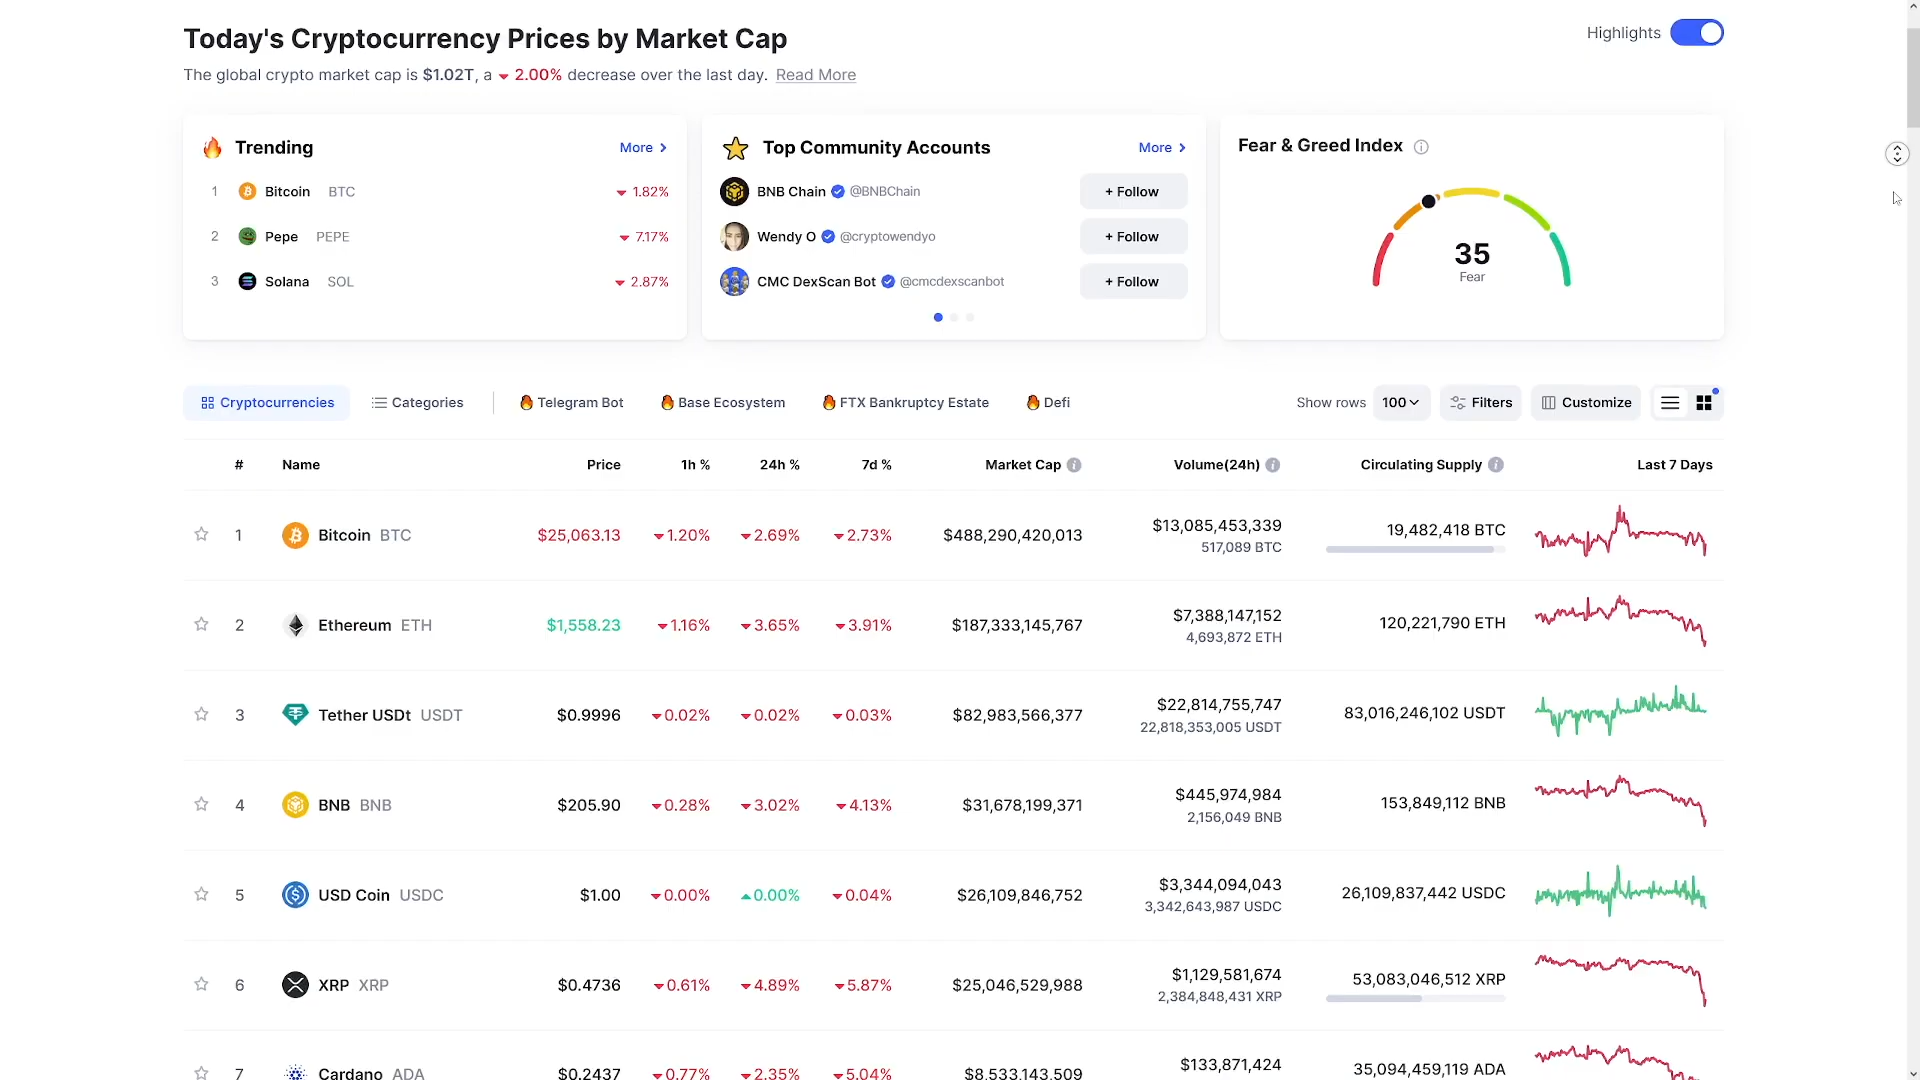 Today's Cryptocurrency Prices by Market Cap
Highlights
The global crypto market cap is $1.02T, a 2.00% decrease over the last day. Read More
Trending
More
1 Bitcoin BTC 1.82%
2 Pepe PEPE 7.17%
3 Solana SOL 2.87%
Top Community Accounts
More
BNB Chain @BNBChain + Follow
Wendy O @cryptowendyo + Follow
CMC DexScan Bot @cmcdexscanbot + Follow
Fear & Greed Index
35
Fear
Cryptocurrencies Categories Telegram Bot Base Ecosystem FTX Bankruptcy Estate Defi Show rows 100 Filters Customize
# Name Price 1h % 24h % 7d % Market Cap Volume(24h) Circulating Supply Last 7 Days
1 Bitcoin BTC $25,063.13 1.20% 2.69% 2.73% $488,290,420,013 $13,085,453,339 19,482,418 BTC
517,089 BTC
2 Ethereum ETH $1,558.23 1.16% 3.65% 3.91% $187,333,145,767 $7,388,147,152 120,221,790 ETH
4,693,872 ETH
3 Tether USDt USDT $0.9996 0.02% 0.02% 0.03% $82,983,566,377 $22,814,755,747 83,016,246,102 USDT
22,818,353,005 USDT
4 BNB BNB $205.90 0.28% 3.02% 4.13% $31,678,199,371 $445,974,984 153,849,112 BNB
2,156,049 BNB
5 USD Coin USDC $1.00 0.00% 0.00% 0.04% $26,109,846,752 $3,344,094,043 26,109,837,442 USDC
3,342,643,987 USDC
6 XRP XRP $0.4736 0.61% 4.89% 5.87% $25,046,529,988 $1,129,581,674 53,083,046,512 XRP
2,384,848,431 XRP
7 Cardano ADA $0.2437 0.77% 2.35% 5.04% $8,533,143,509 $133,871,424 35,094,459,119 ADA